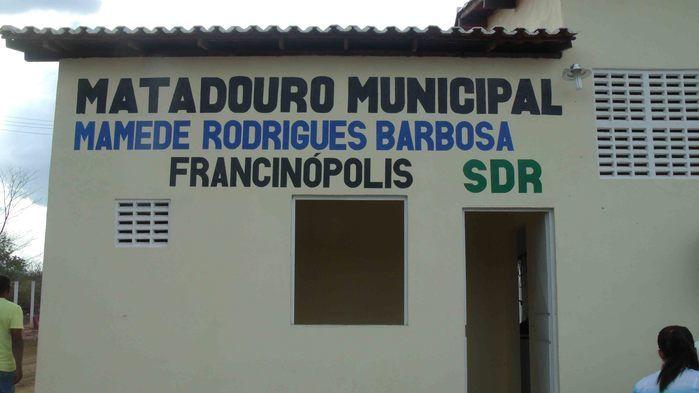 MATADOURO MUNICIPAL
MAMEDE RODRIGUES BARBOSA
FRANCINÓPOLIS SDR